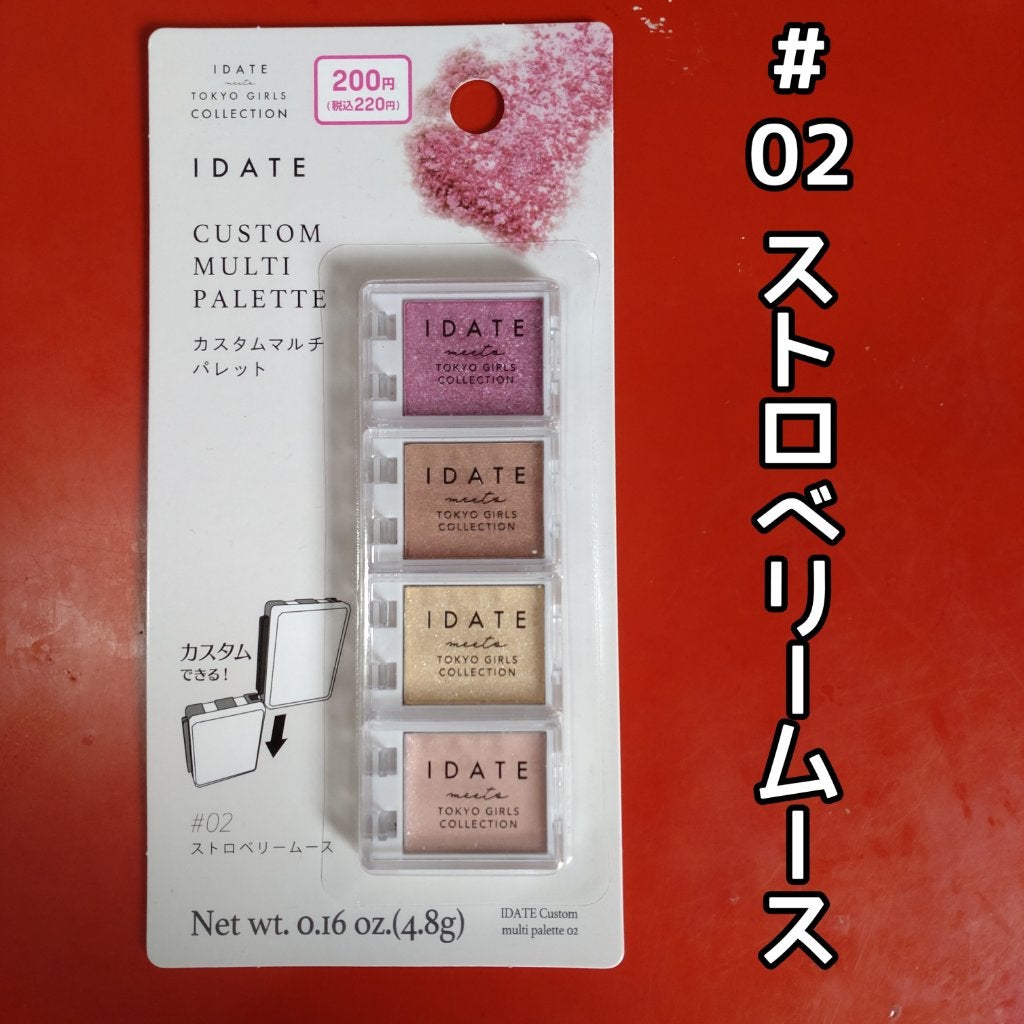 IDATE
meets
TOKYO GIRLS
COLLECTION
200円
(税込220円)
IDATE
CUSTOM
MULTI
PALETTE
カスタムマルチ
パレット
IDATE
meets
TOKYO GIRLS
COLLECTION
IDATE
meets
TOKYO GIRLS
COLLECTION
IDATE
meets
TOKYO GIRLS
COLLECTION
IDATE
meets
TOKYO GIRLS
COLLECTION
カスタム
できる!
#02
ストロベリームース
Net wt. 0.16 oz.(4.8g)
IDATE Custom
multi palette 02
#02 ストロベリームース